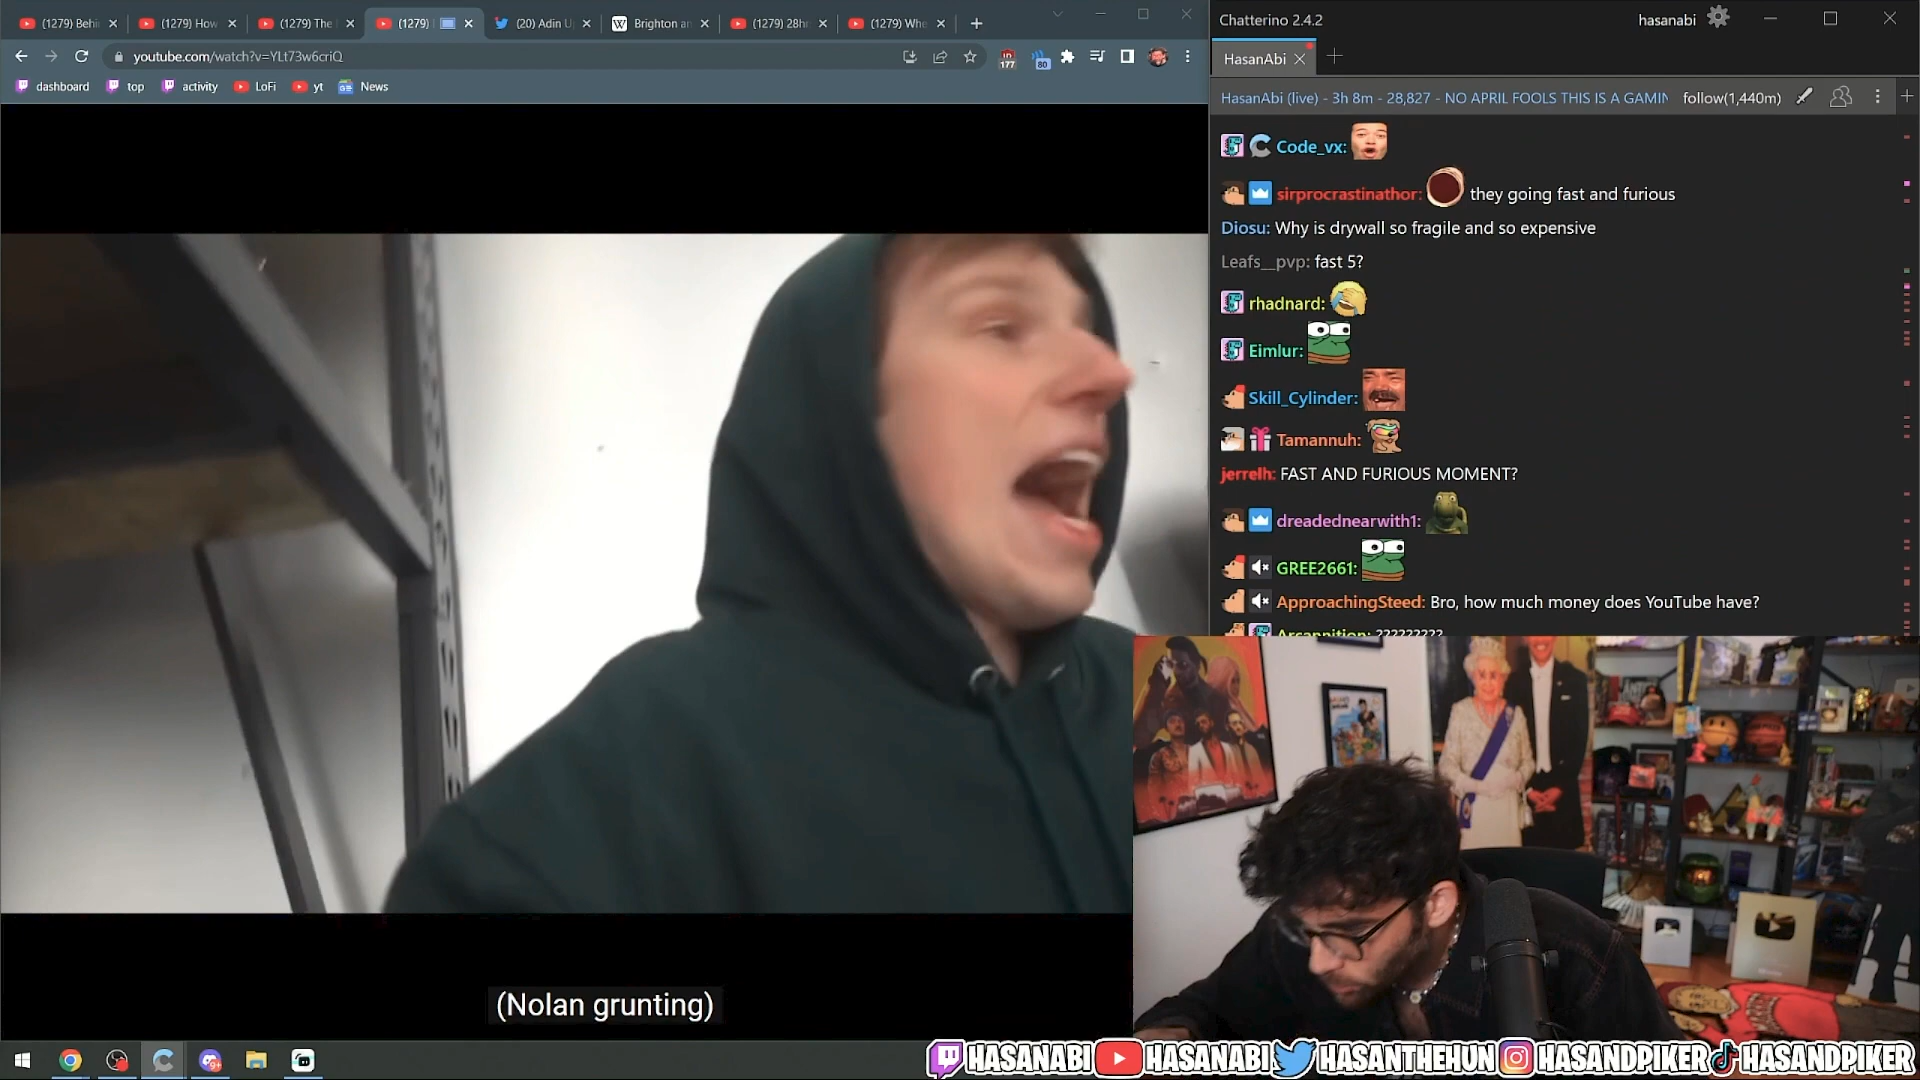 (1279) Behi
(1279) How
(1279) The
(1279)
(20) Adin U
Brighton an
(1279) 28h
(1279) Whe
youtube.com/watch?v=YLt73w6criQ
177
80
dashboard
top
activity
LoFi
yt
News
(Nolan grunting)
Chatterino 2.4.2
hasanabi
HasanAbi
HasanAbi (live) - 3h 8m - 28,827 - NO APRIL FOOLS THIS IS A GAMIN
follow(1,440m)
Code_vx:
sirprocrastinathor: they going fast and furious
Diosu: Why is drywall so fragile and so expensive
Leafs__pvp: fast 5?
rhadnard:
Eimlur:
Skill_Cylinder:
Tamannuh:
jerrelh: FAST AND FURIOUS MOMENT?
dreadednearwith1:
GREE2661:
ApproachingSteed: Bro, how much money does YouTube have?
?????????
HASANABI
HASANABI
HASANTHEHUN
HASANDPIKER
HASANDPIKER